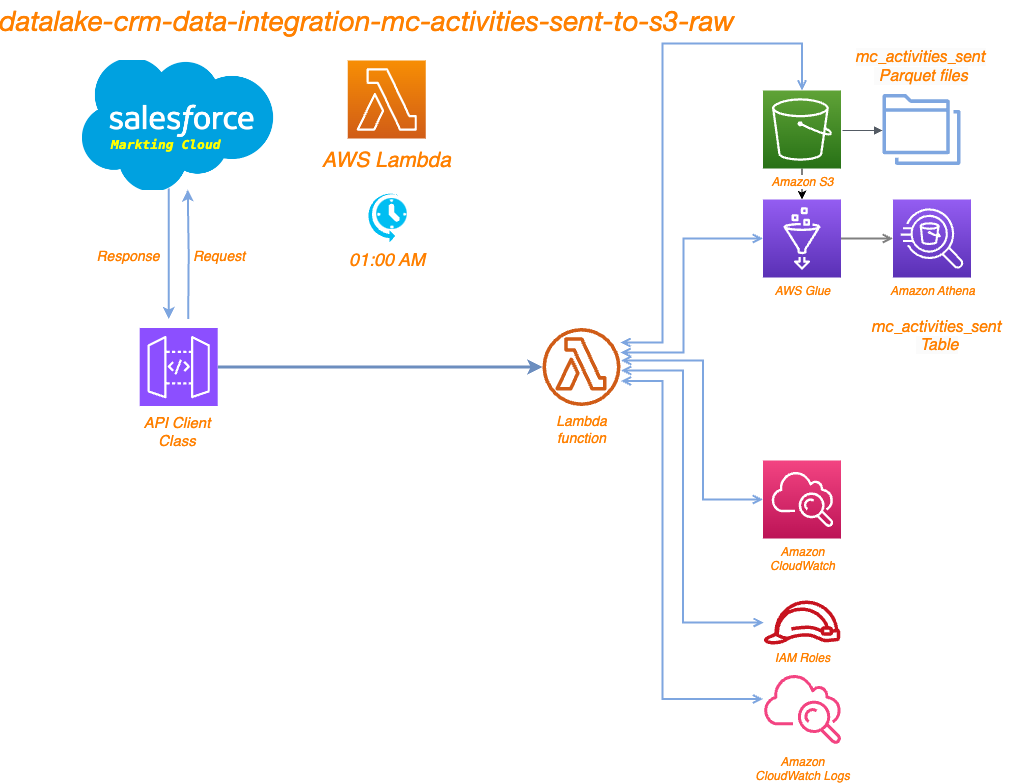 datalake-crm-data-integration-mc-activities-sent-to-s3-raw
salesforce
Markting Cloud
AWS Lambda
01:00 AM
Response
Request
API Client
Class
Lambda
function
mc_activities_sent
Parquet files
Amazon S3
AWS Glue
Amazon Athena
mc_activities_sent
Table
Amazon
CloudWatch
IAM Roles
Amazon
CloudWatch Logs